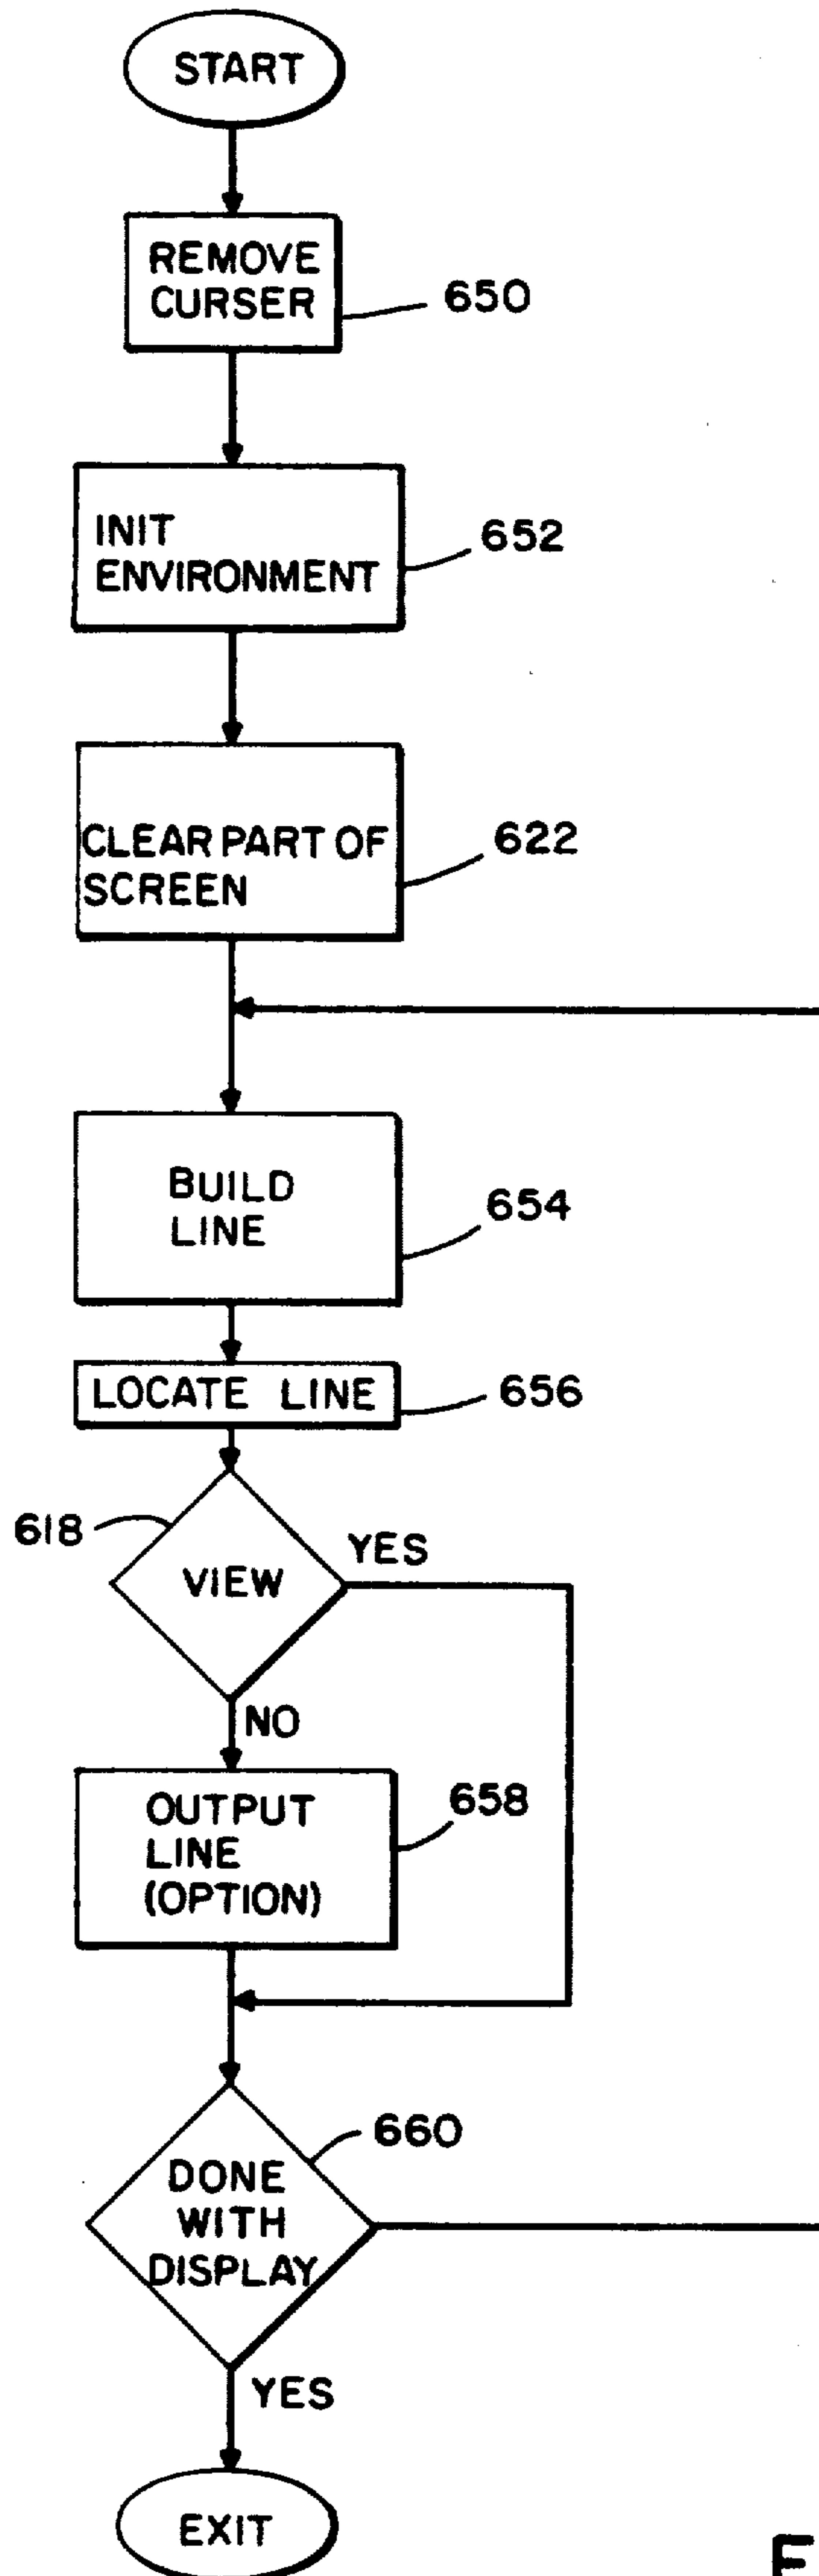 START
REMOVE
CURSER
650
INIT
ENVIRONMENT
652
CLEAR PART OF
SCREEN
622
BUILD
LINE
654
LOCATE LINE
656
618
VIEW
YES
NO
OUTPUT
LINE
(OPTION)
658
660
DONE
WITH
DISPLAY
YES
EXIT
F